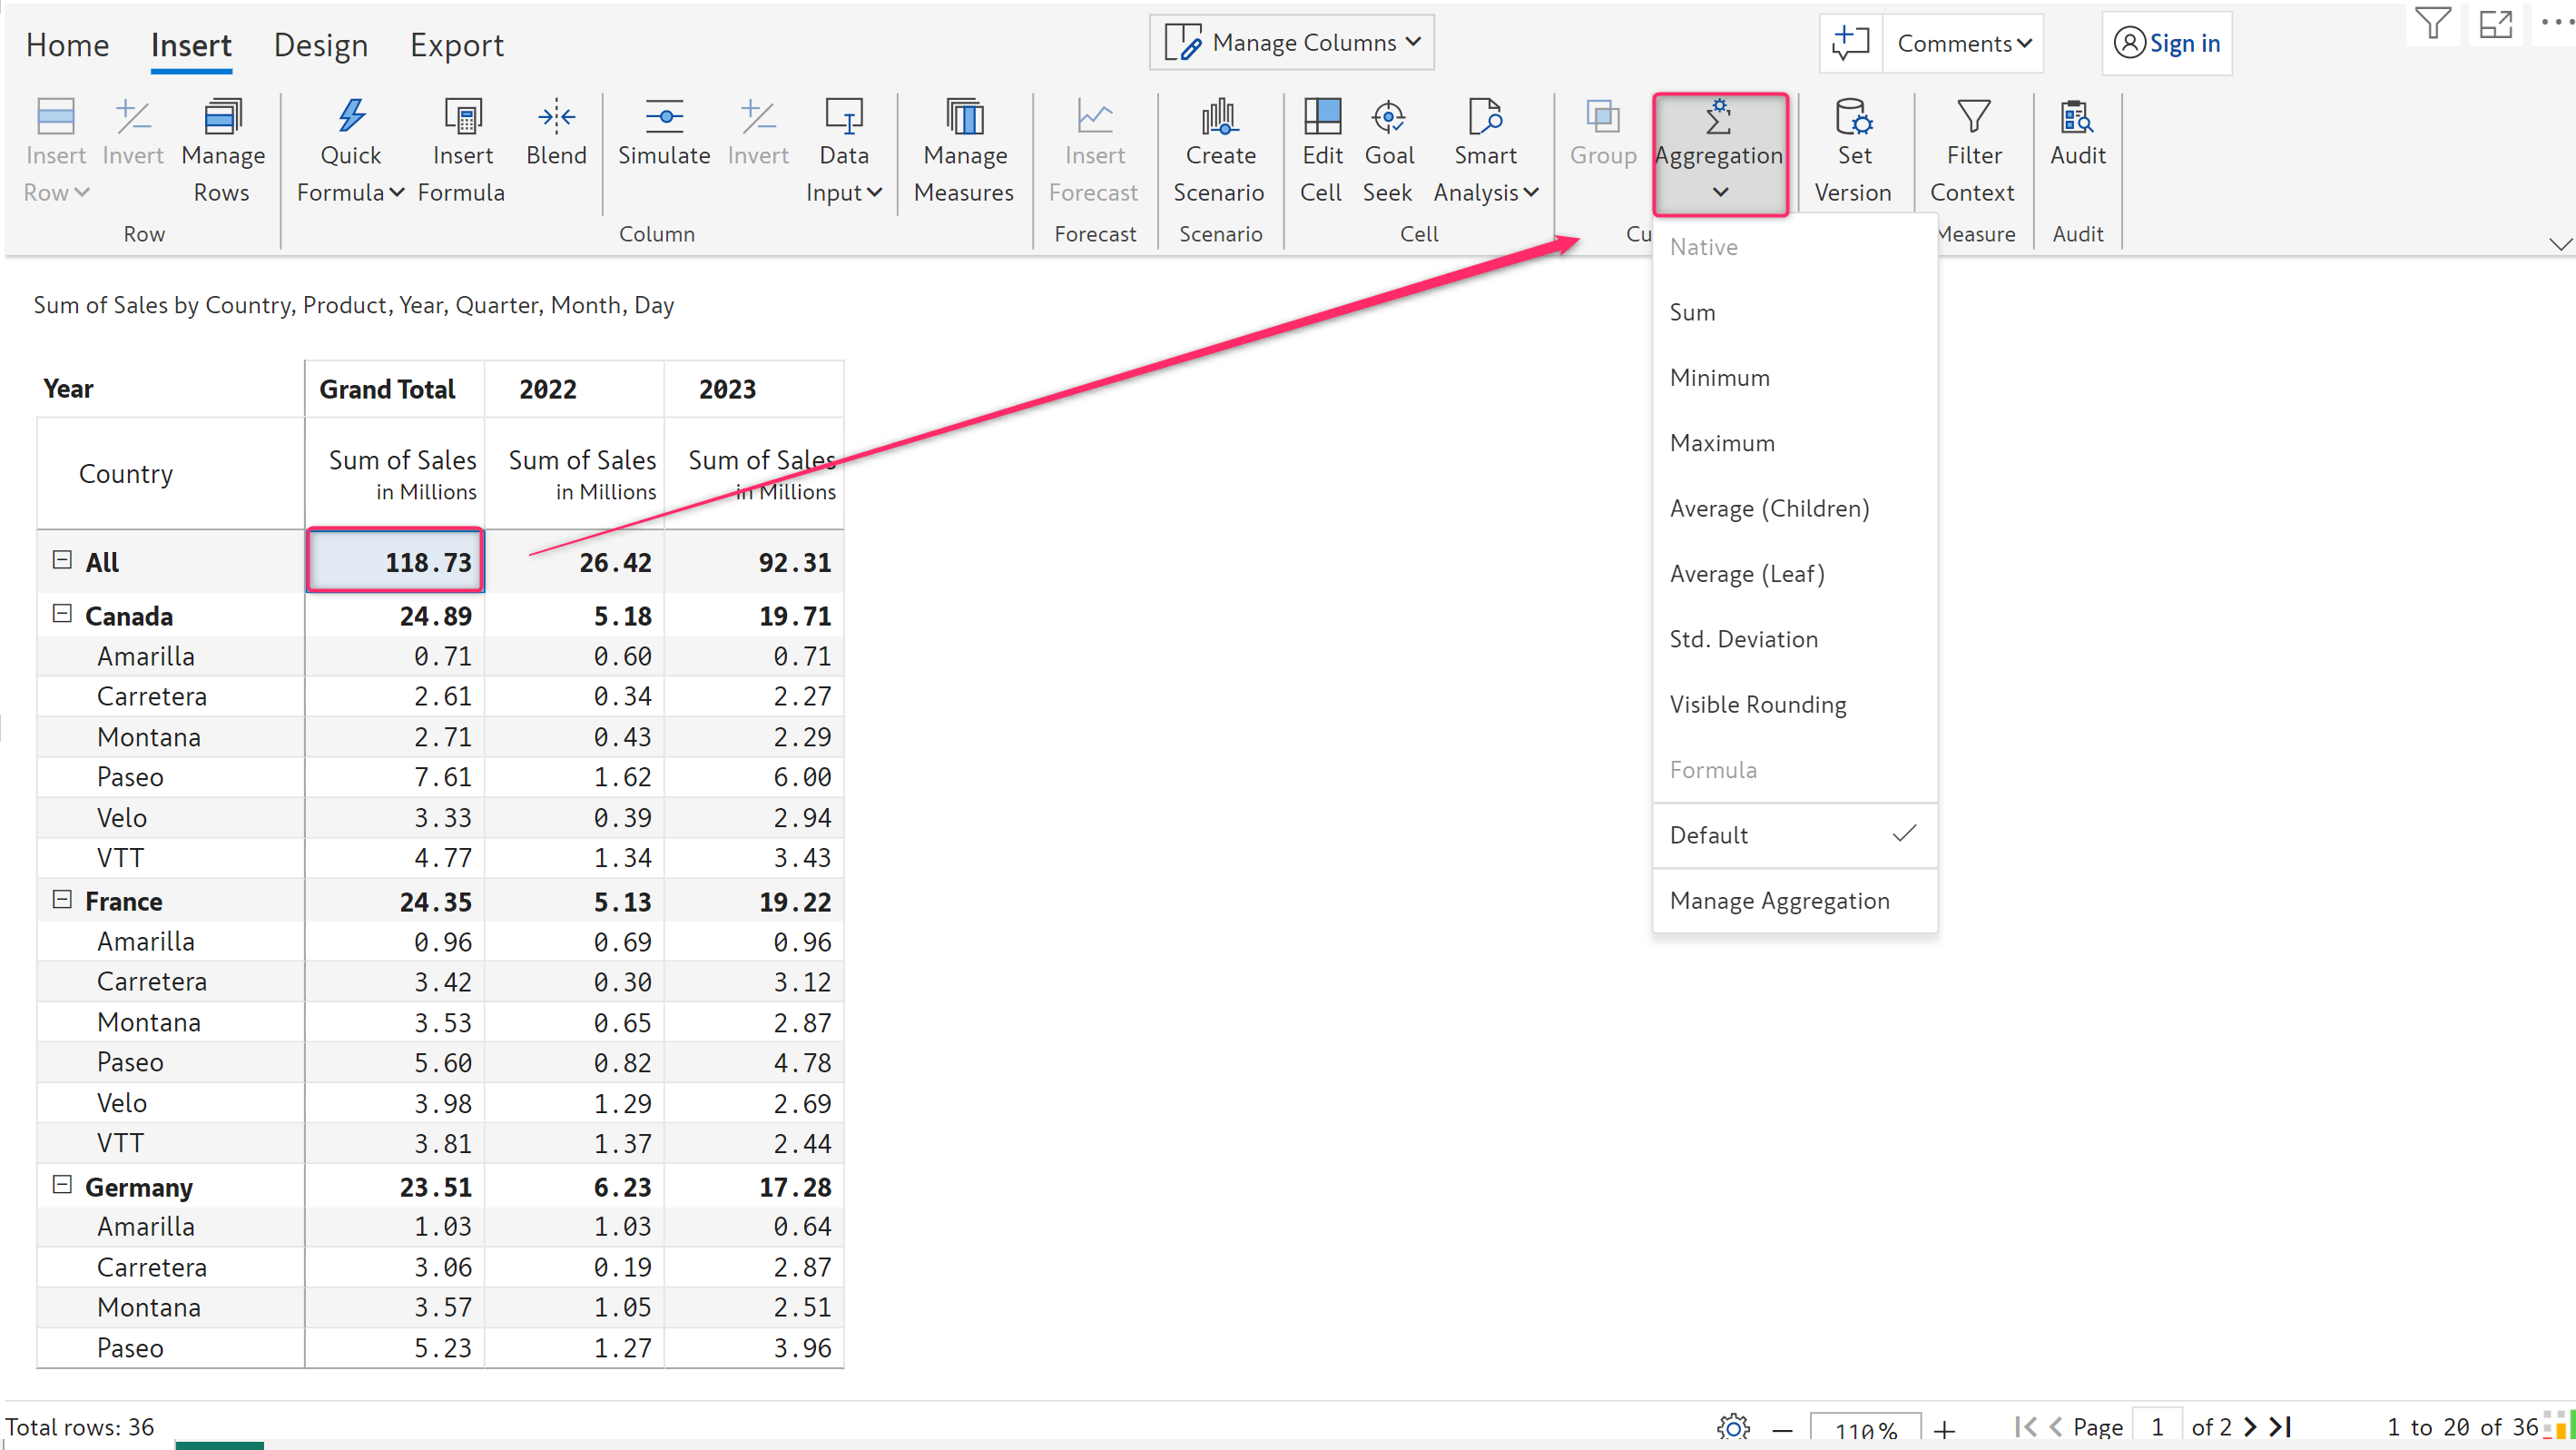 Home Insert Design Export Manage Columns Comments Sign in
Insert Invert Manage Quick Insert Blend Simulate Invert Data Manage Insert Create Edit Goal Smart Group Aggregation Set Filter Audit
Row Rows Formula Formula Input Measures Forecast Scenario Cell Seek Analysis Version Context
Row Column Forecast Scenario Cell Cu Measure Audit
Native
Sum
Minimum
Maximum
Average (Children)
Average (Leaf)
Std. Deviation
Visible Rounding
Formula
Default
Manage Aggregation
Sum of Sales by Country, Product, Year, Quarter, Month, Day
Year Grand Total 2022 2023
Country Sum of Sales Sum of Sales Sum of Sales
in Millions in Millions in Millions
All 118.73 26.42 92.31
Canada 24.89 5.18 19.71
Amarilla 0.71 0.60 0.71
Carretera 2.61 0.34 2.27
Montana 2.71 0.43 2.29
Paseo 7.61 1.62 6.00
Velo 3.33 0.39 2.94
VTT 4.77 1.34 3.43
France 24.35 5.13 19.22
Amarilla 0.96 0.69 0.96
Carretera 3.42 0.30 3.12
Montana 3.53 0.65 2.87
Paseo 5.60 0.82 4.78
Velo 3.98 1.29 2.69
VTT 3.81 1.37 2.44
Germany 23.51 6.23 17.28
Amarilla 1.03 1.03 0.64
Carretera 3.06 0.19 2.87
Montana 3.57 1.05 2.51
Paseo 5.23 1.27 3.96
Total rows: 36 110% Page 1 of 2 1 to 20 of 36